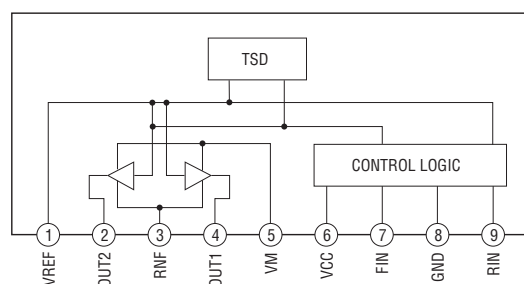 TSD
CONTROL LOGIC
1 2 3 4 5 6 7 8 9
VREF OUT2 RNF OUT1 VM VCC FIN GND RIN